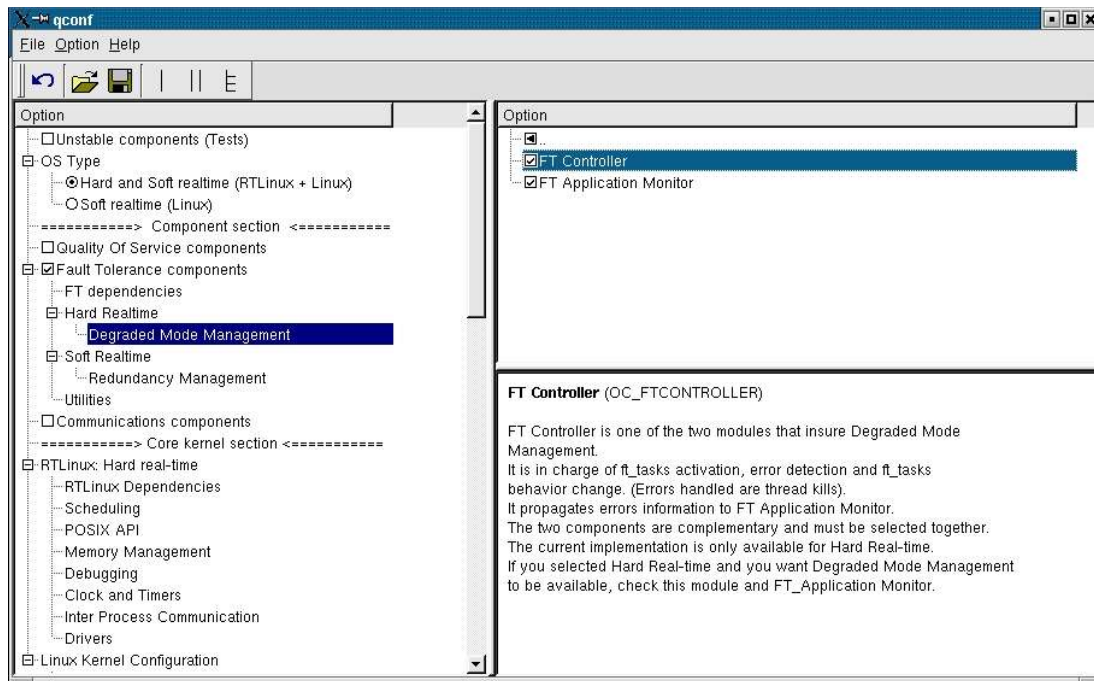 qconf
File Option Help
Option
Unstable components (Tests)
OS Type
Hard and Soft realtime (RTLinux + Linux)
Soft realtime (Linux)
===========> Component section <===========
Quality Of Service components
Fault Tolerance components
FT dependencies
Hard Realtime
Degraded Mode Management
Soft Realtime
Redundancy Management
Utilities
Communications components
===========> Core kernel section <===========
RTLinux: Hard real-time
RTLinux Dependencies
Scheduling
POSIX API
Memory Management
Debugging
Clock and Timers
Inter Process Communication
Drivers
Linux Kernel Configuration
Option
..
FT Controller
FT Application Monitor
FT Controller (OC_FTCONTROLLER)
FT Controller is one of the two modules that insure Degraded Mode
Management.
It is in charge of ft_tasks activation, error detection and ft_tasks
behavior change. (Errors handled are thread kills).
It propagates errors information to FT Application Monitor.
The two components are complementary and must be selected together.
The current implementation is only available for Hard Real-time.
If you selected Hard Real-time and you want Degraded Mode Management
to be available, check this module and FT_Application Monitor.